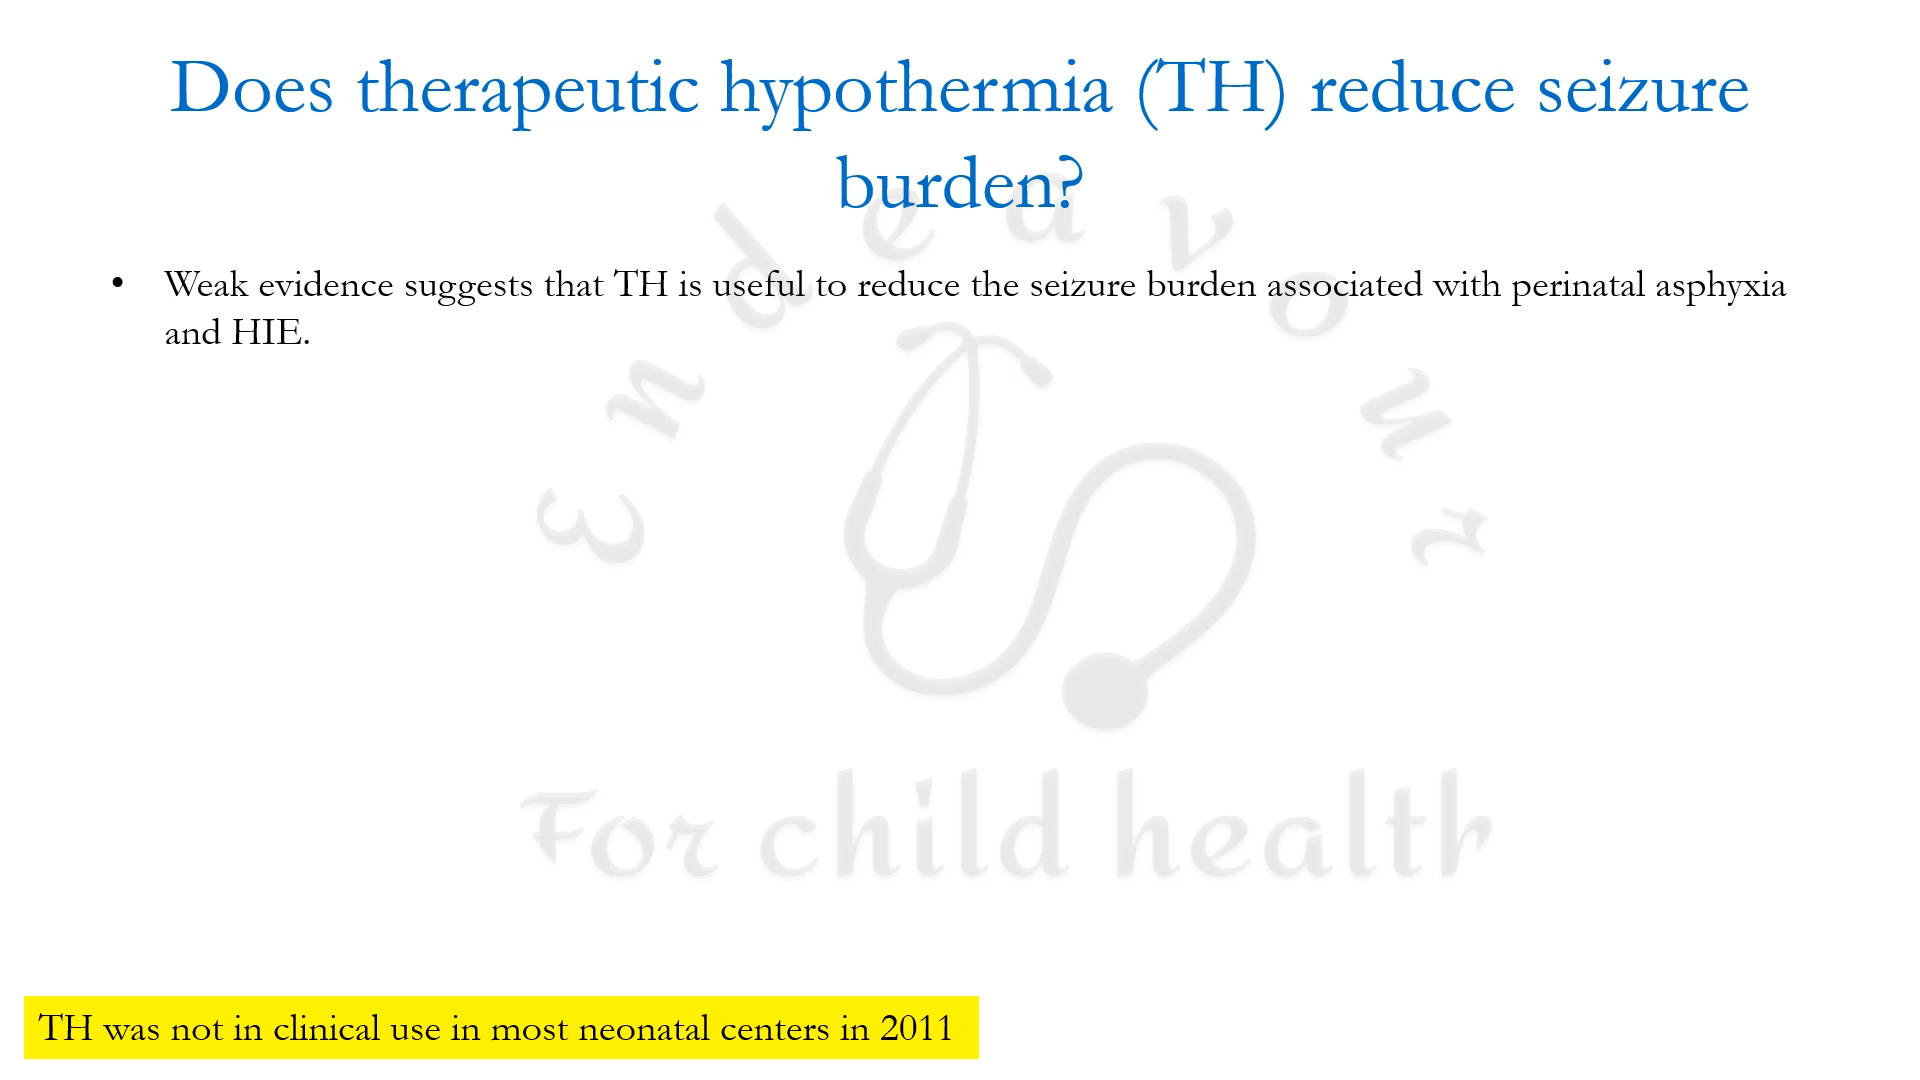 Does therapeutic hypothermia (TH) reduce seizure
burden?
Endeavour
• Weak evidence suggests that TH is useful to reduce the seizure burden associated with perinatal asphyxia
and HIE.
For child health
TH was not in clinical use in most neonatal centers in 2011